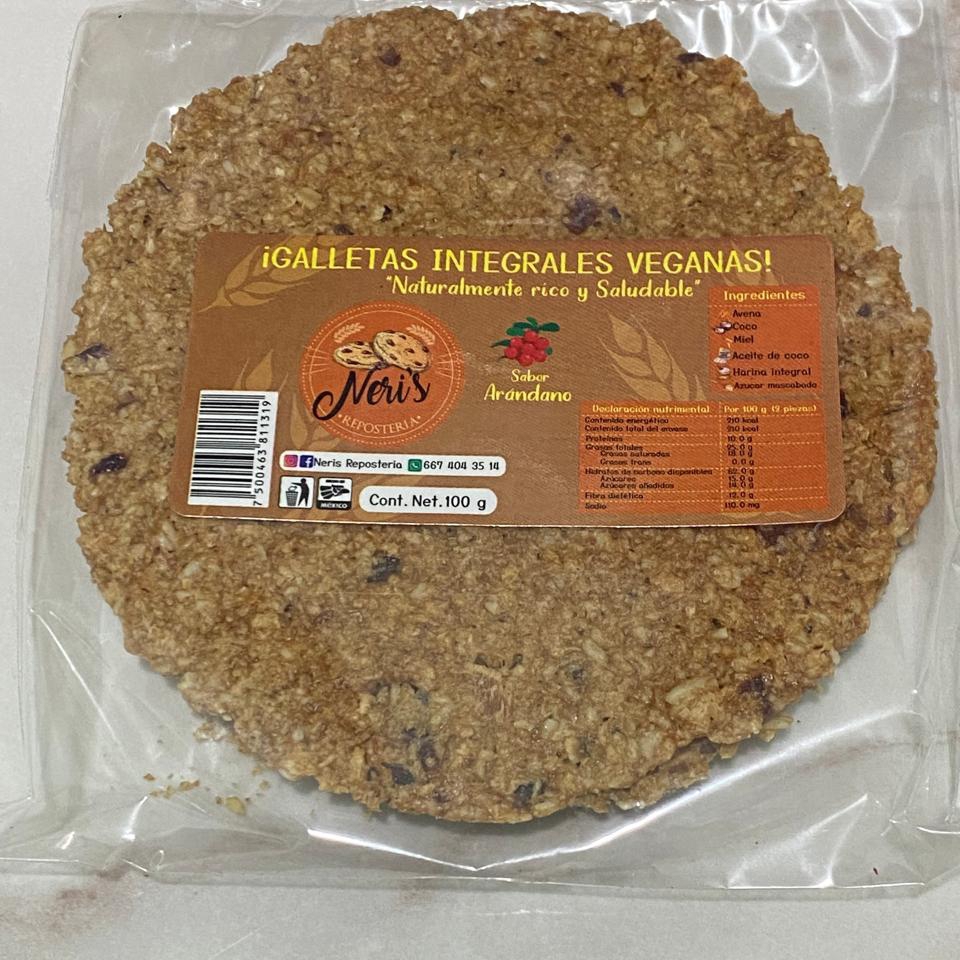 ¡GALLETAS INTEGRALES VEGANAS!
"Naturalmente rico y Saludable"
Neri's
• REPOSTERIA •
Sabor
Arándano
Ingredientes
Avena
Coco
Miel
Aceite de coco
Harina integral
Azucar mascabado
Declaración nutrimental Por 100 g (2 piezas)
Contenido energético 210 kcal
Contenido total del envase 210 kcal
Proteínas 10.0 g
Grasas totales 25.0 g
Grasas saturadas 18.0 g
Grasas trans 0.0 g
Hidratos de carbono disponibles 62.0 g
Azúcares 15.0 g
Azúcares añadidos 14.0 g
Fibra dietética 12.0 g
Sodio 110.0 mg
7 500463 811319
Neris Reposteria 667 404 35 14
MÉXICO
Cont. Net. 100 g